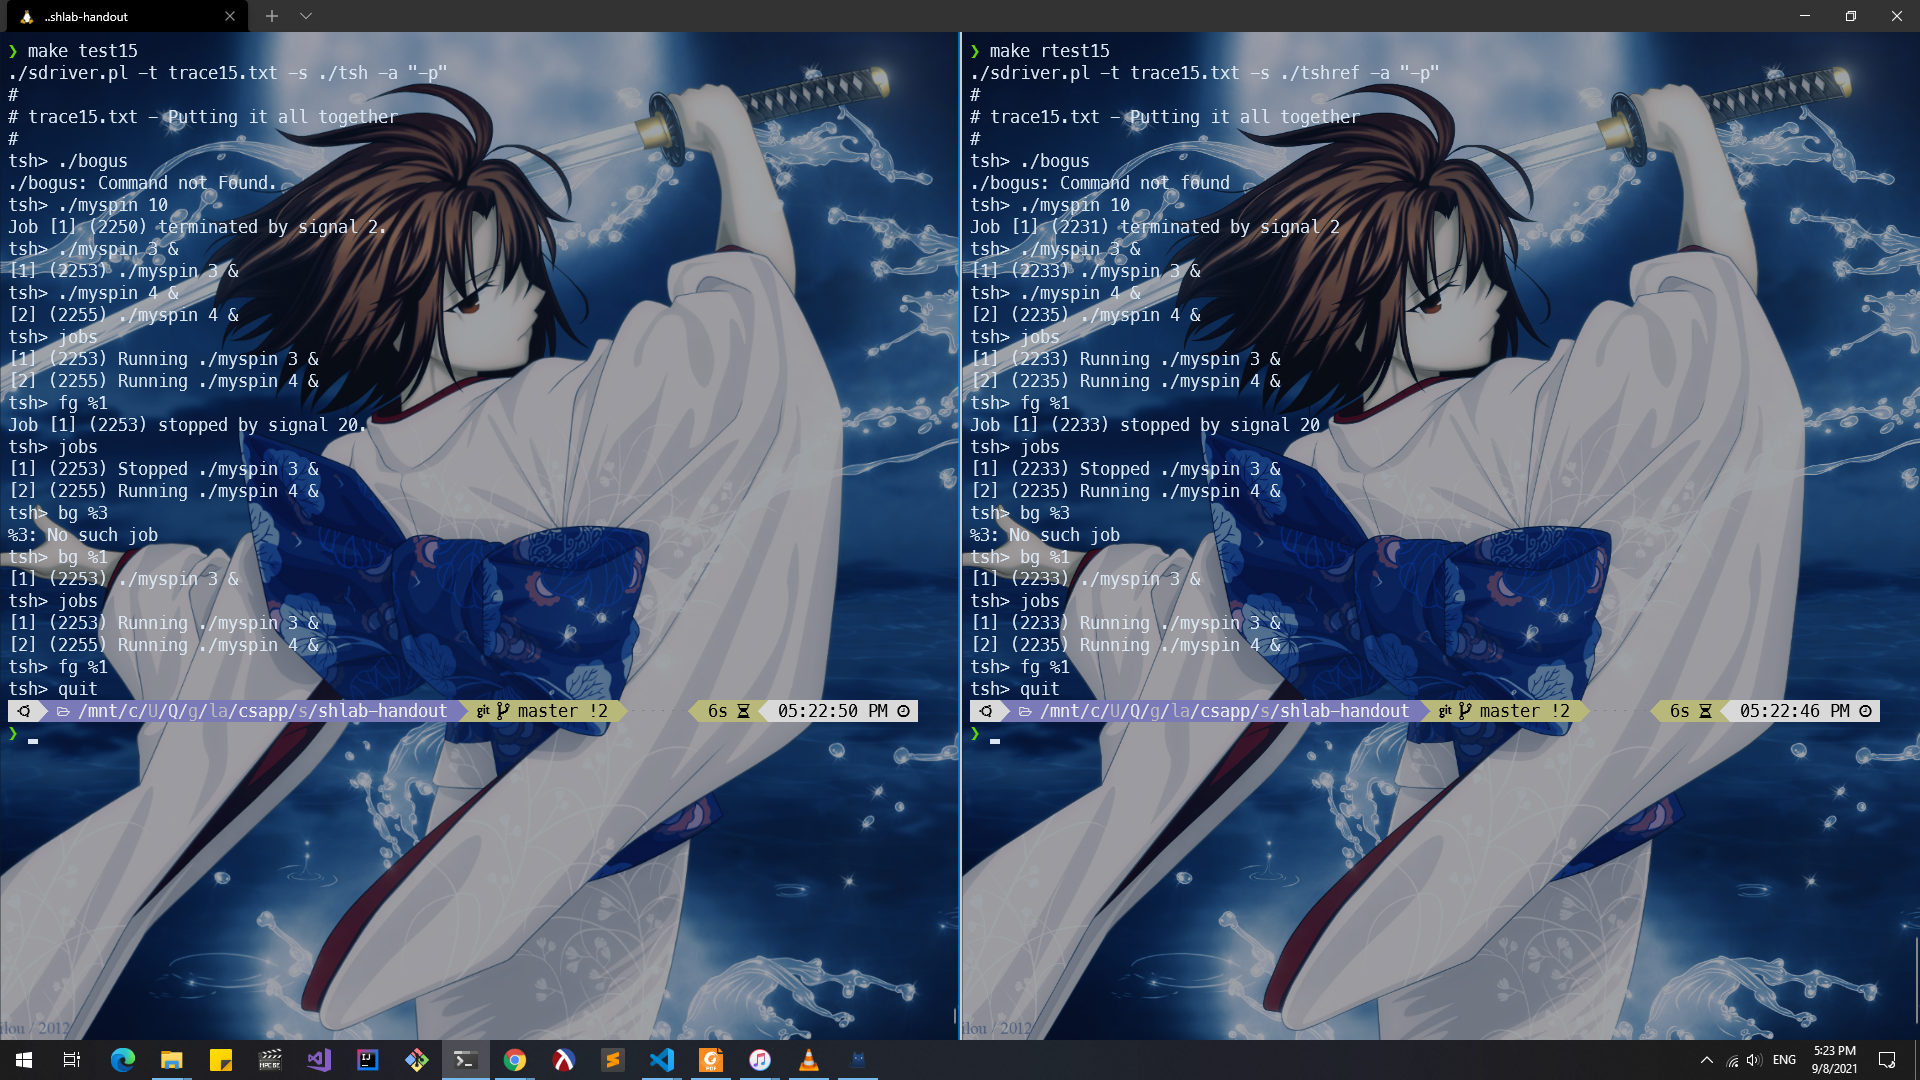 ..shlab-handout
❯ make test15
./sdriver.pl -t trace15.txt -s ./tsh -a "-p"
#
# trace15.txt - Putting it all together
#
tsh> ./bogus
./bogus: Command not Found.
tsh> ./myspin 10
Job [1] (2250) terminated by signal 2.
tsh> ./myspin 3 &
[1] (2253) ./myspin 3 &
tsh> ./myspin 4 &
[2] (2255) ./myspin 4 &
tsh> jobs
[1] (2253) Running ./myspin 3 &
[2] (2255) Running ./myspin 4 &
tsh> fg %1
Job [1] (2253) stopped by signal 20.
tsh> jobs
[1] (2253) Stopped ./myspin 3 &
[2] (2255) Running ./myspin 4 &
tsh> bg %3
%3: No such job
tsh> bg %1
[1] (2253) ./myspin 3 &
tsh> jobs
[1] (2253) Running ./myspin 3 &
[2] (2255) Running ./myspin 4 &
tsh> fg %1
tsh> quit
/mnt/c/U/Q/g/la/csapp/s/shlab-handout git master !2 6s 05:22:50 PM
❯
ilou / 2012
❯ make rtest15
./sdriver.pl -t trace15.txt -s ./tshref -a "-p"
#
# trace15.txt - Putting it all together
#
tsh> ./bogus
./bogus: Command not found
tsh> ./myspin 10
Job [1] (2231) terminated by signal 2
tsh> ./myspin 3 &
[1] (2233) ./myspin 3 &
tsh> ./myspin 4 &
[2] (2235) ./myspin 4 &
tsh> jobs
[1] (2233) Running ./myspin 3 &
[2] (2235) Running ./myspin 4 &
tsh> fg %1
Job [1] (2233) stopped by signal 20
tsh> jobs
[1] (2233) Stopped ./myspin 3 &
[2] (2235) Running ./myspin 4 &
tsh> bg %3
%3: No such job
tsh> bg %1
[1] (2233) ./myspin 3 &
tsh> jobs
[1] (2233) Running ./myspin 3 &
[2] (2235) Running ./myspin 4 &
tsh> fg %1
tsh> quit
/mnt/c/U/Q/g/la/csapp/s/shlab-handout git master !2 6s 05:22:46 PM
❯
ilou / 2012
ENG
5:23 PM
9/8/2021